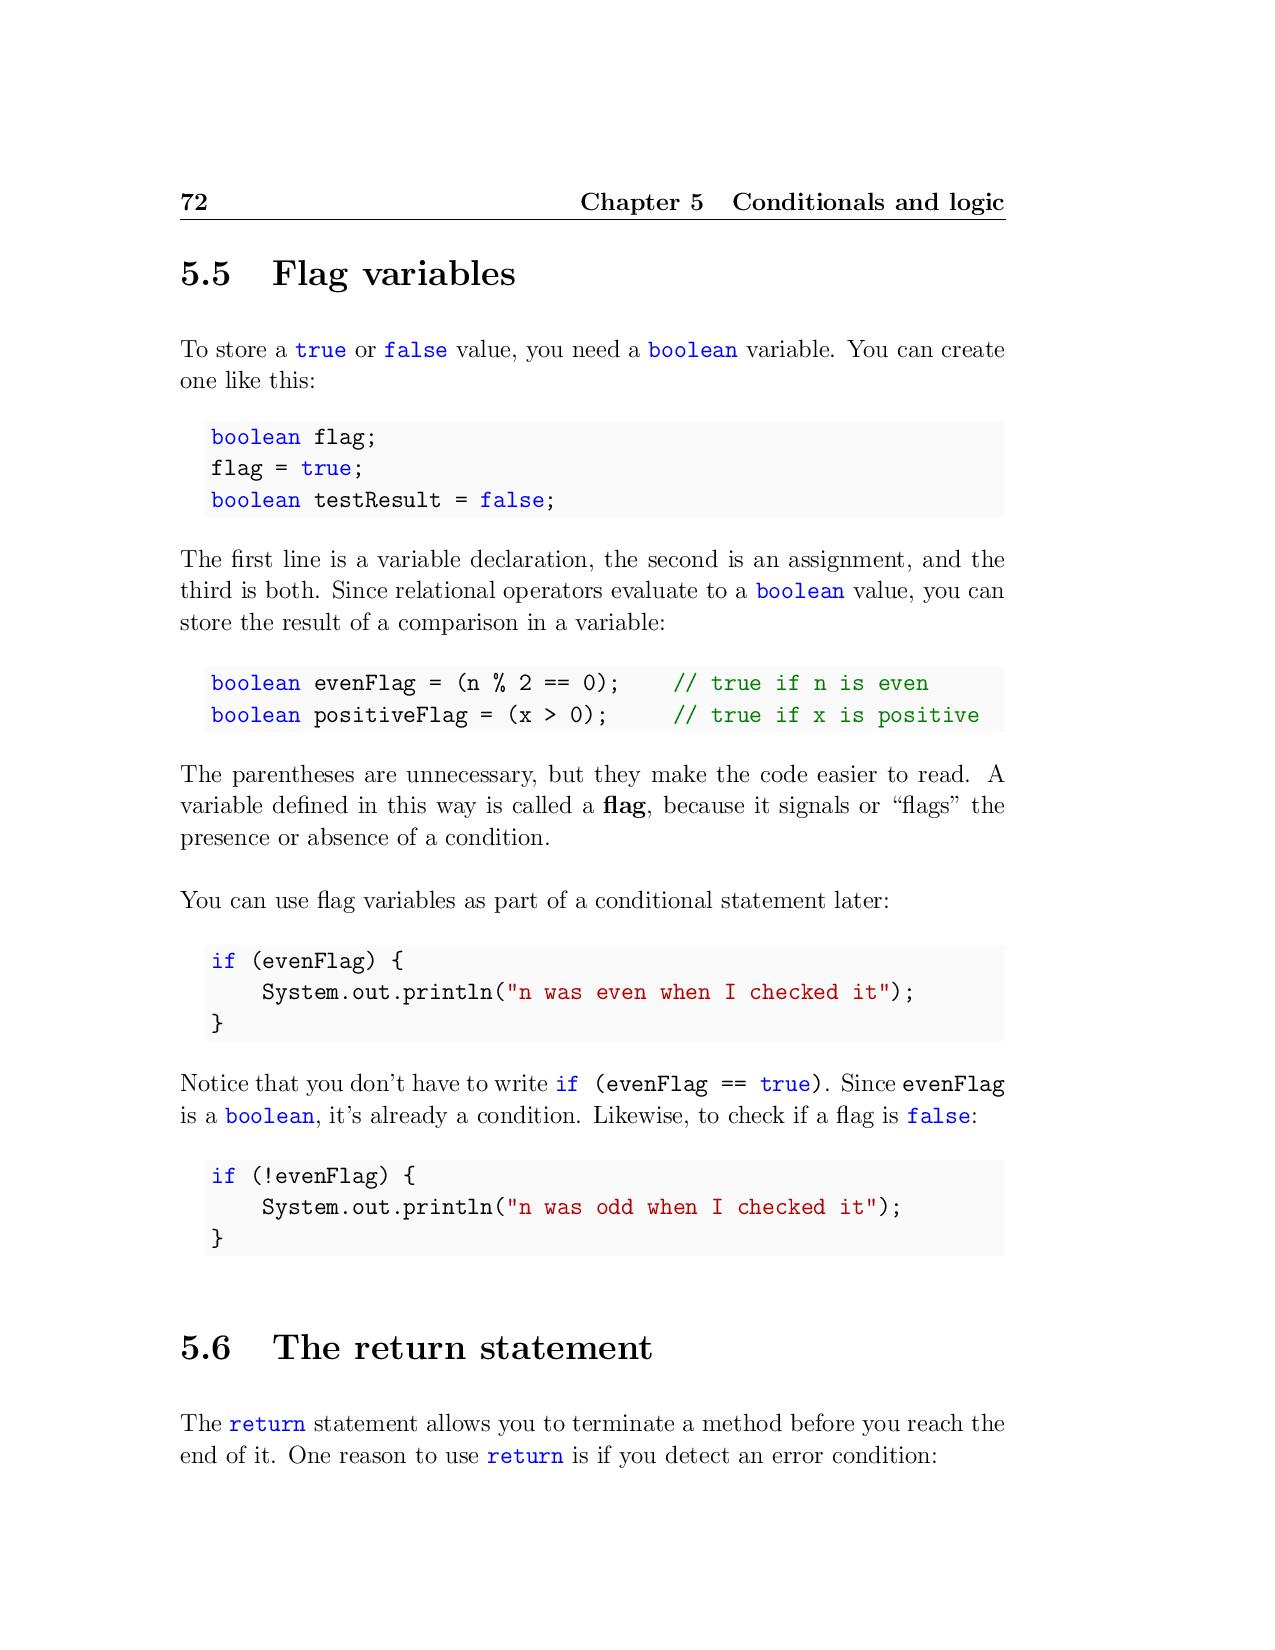 72 Chapter 5 Conditionals and logic
5.5 Flag variables
To store a true or false value, you need a boolean variable. You can create
one like this:
boolean flag;
flag = true;
boolean testResult = false;
The first line is a variable declaration, the second is an assignment, and the
third is both. Since relational operators evaluate to a boolean value, you can
store the result of a comparison in a variable:
boolean evenFlag = (n % 2 == 0);    // true if n is even
boolean positiveFlag = (x > 0);     // true if x is positive
The parentheses are unnecessary, but they make the code easier to read. A
variable defined in this way is called a flag, because it signals or “flags” the
presence or absence of a condition.
You can use flag variables as part of a conditional statement later:
if (evenFlag) {
    System.out.println("n was even when I checked it");
}
Notice that you don’t have to write if (evenFlag == true). Since evenFlag
is a boolean, it’s already a condition. Likewise, to check if a flag is false:
if (!evenFlag) {
    System.out.println("n was odd when I checked it");
}
5.6 The return statement
The return statement allows you to terminate a method before you reach the
end of it. One reason to use return is if you detect an error condition: